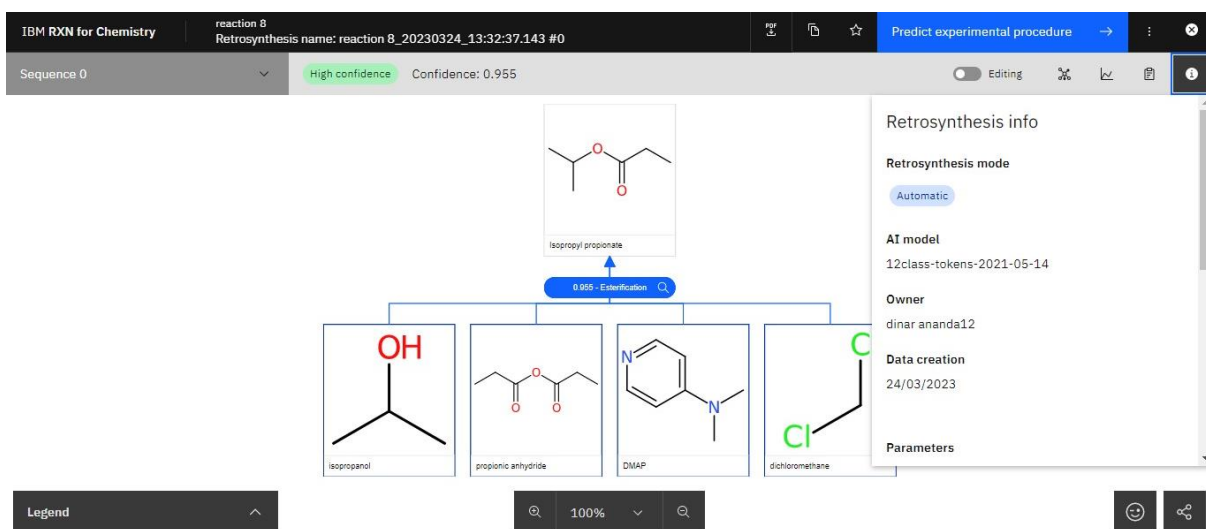 IBM RXN for Chemistry
reaction 8
Retrosynthesis name: reaction 8_20230324_13:32:37.143 #0
PDF
Predict experimental procedure
Sequence 0
High confidence
Confidence: 0.955
Editing
O
O
Isopropyl propionate
0.955 - Esterification
OH
isopropanol
O
O
O
propionic anhydride
N
N
DMAP
C
Cl
dichloromethane
Retrosynthesis info
Retrosynthesis mode
Automatic
AI model
12class-tokens-2021-05-14
Owner
dinar ananda12
Data creation
24/03/2023
Parameters
Legend
100%